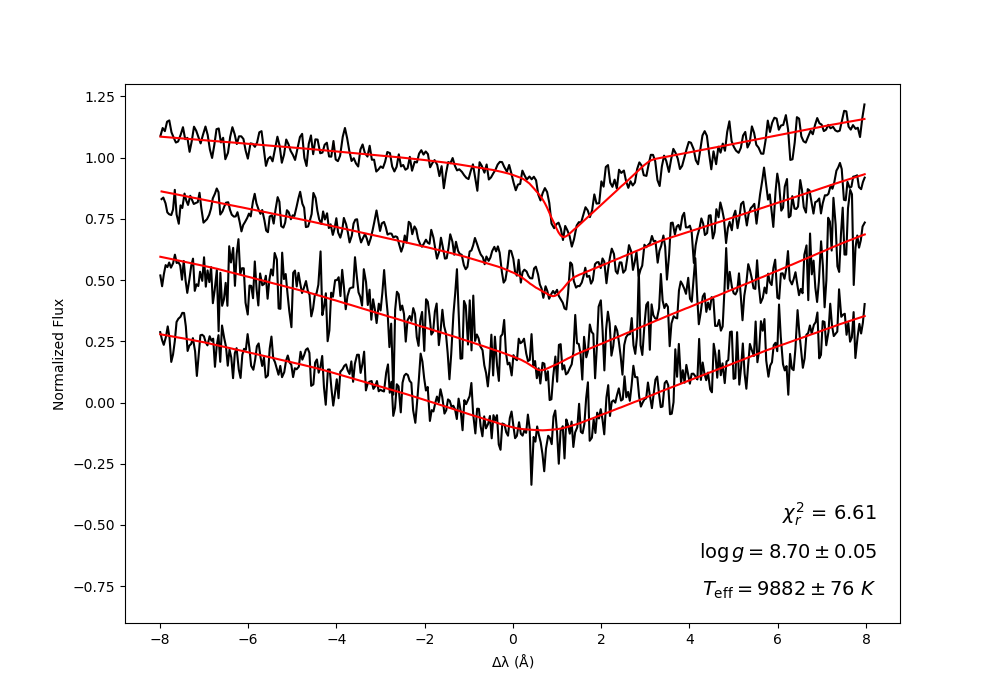 1.25
1.00
0.75
0.50
0.25
0.00
−0.25
−0.50
−0.75
Normalized Flux
χ²ᵣ = 6.61
log g = 8.70 ± 0.05
T_eff = 9882 ± 76 K
−8 −6 −4 −2 0 2 4 6 8
Δλ (Å)